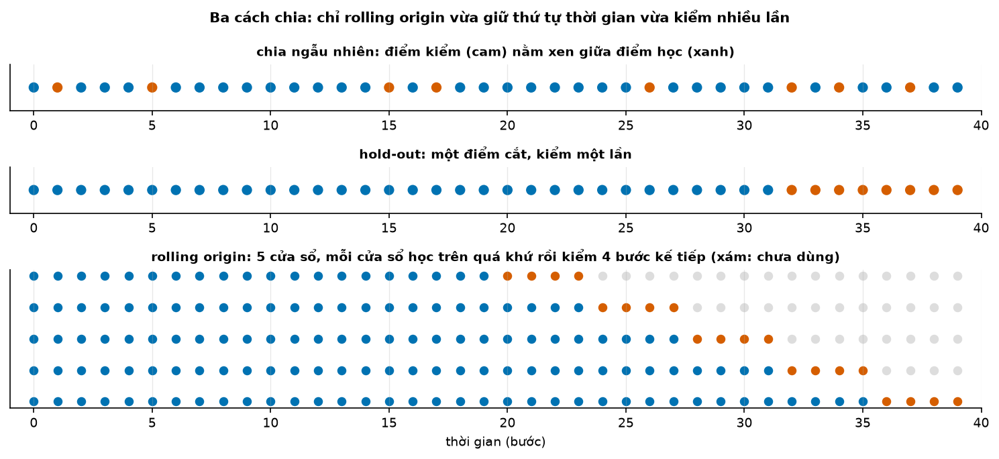 Ba cách chia: chỉ rolling origin vừa giữ thứ tự thời gian vừa kiểm nhiều lần
chia ngẫu nhiên: điểm kiểm (cam) nằm xen giữa điểm học (xanh)
0 5 10 15 20 25 30 35 40
hold-out: một điểm cắt, kiểm một lần
0 5 10 15 20 25 30 35 40
rolling origin: 5 cửa sổ, mỗi cửa sổ học trên quá khứ rồi kiểm 4 bước kế tiếp (xám: chưa dùng)
0 5 10 15 20 25 30 35 40
thời gian (bước)